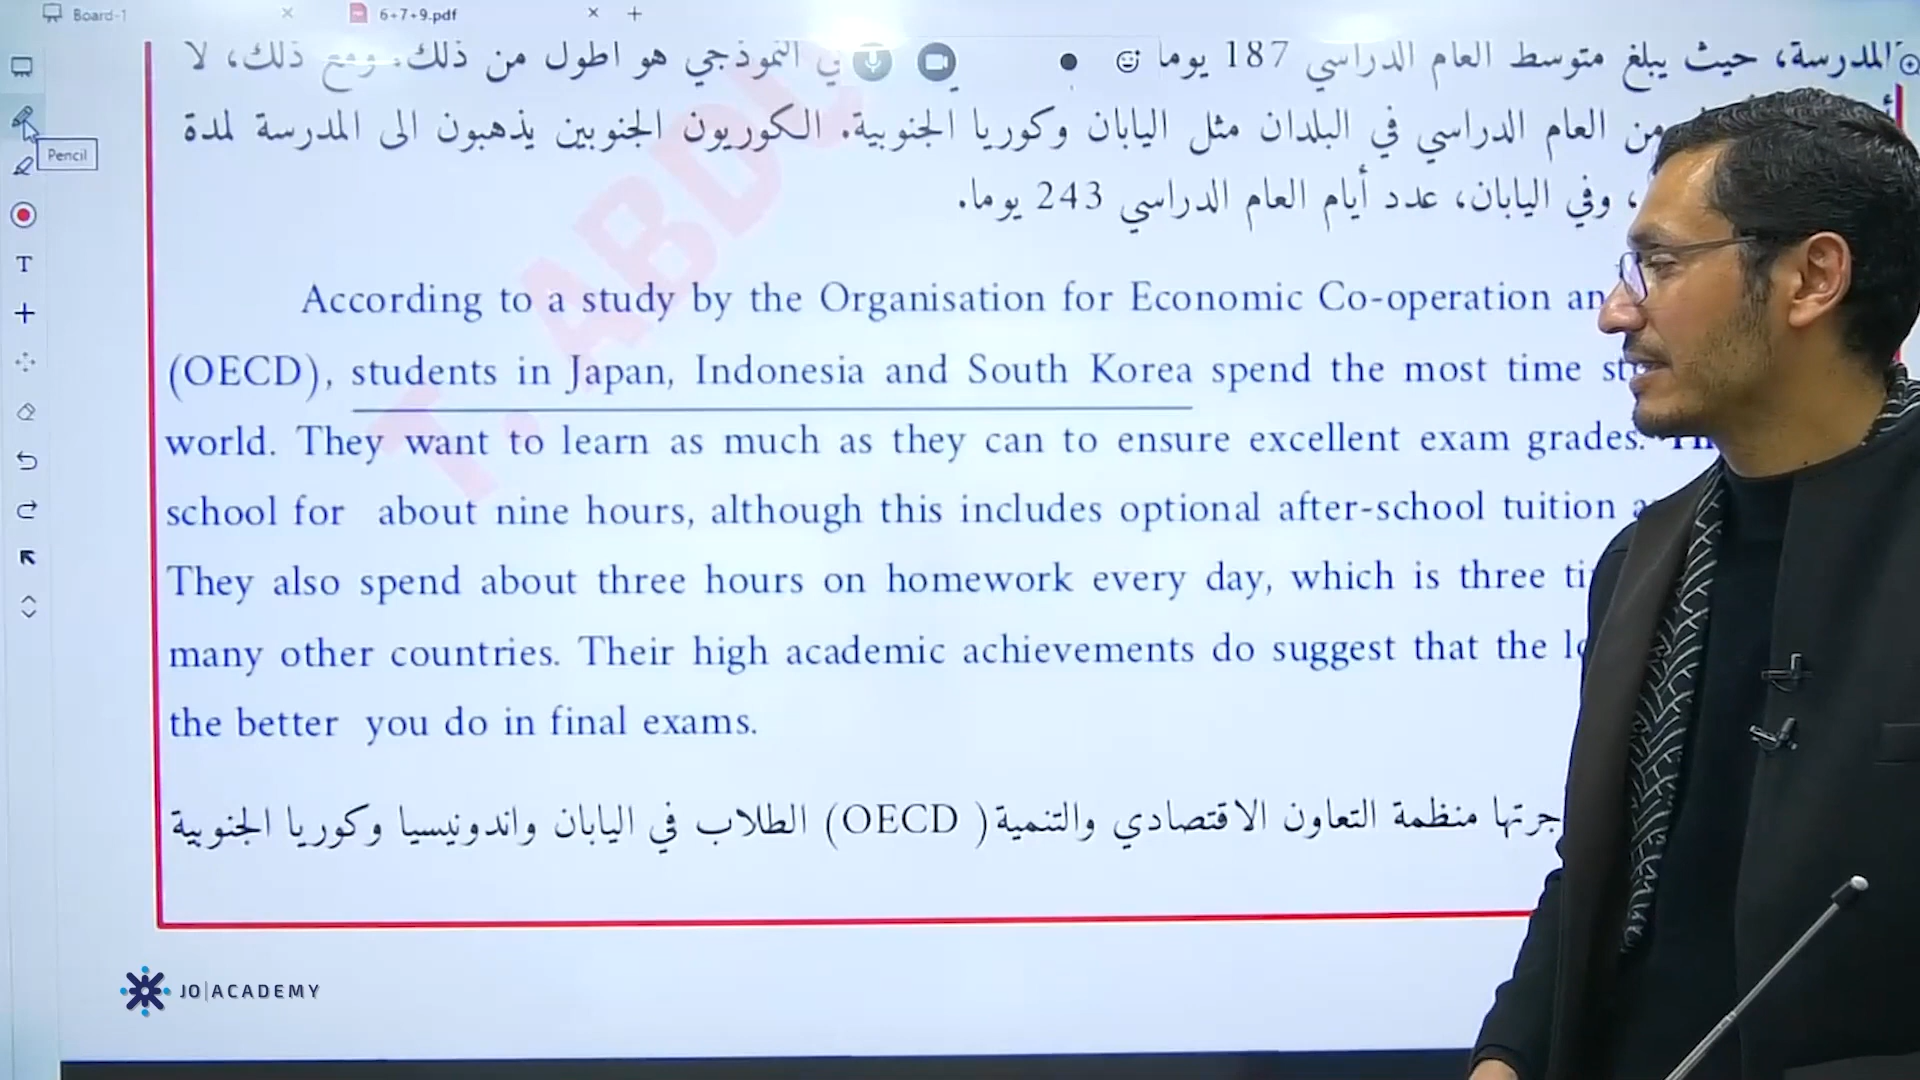 Board-1
6+7+9.pdf
المدرسة، حيث يبلغ متوسط العام الدراسي 187 يوما في النموذجي هو اطول من ذلك. ومع ذلك، لا
من العام الدراسي في البلدان مثل اليابان وكوريا الجنوبية. الكوريون الجنوبين يذهبون الى المدرسة لمدة
Pencil
، وفي اليابان، عدد أيام العام الدراسي 243 يوما.
T
According to a study by the Organisation for Economic Co-operation an
(OECD), students in Japan, Indonesia and South Korea spend the most time st
world. They want to learn as much as they can to ensure excellent exam grades.
school for about nine hours, although this includes optional after-school tuition a
They also spend about three hours on homework every day, which is three ti
many other countries. Their high academic achievements do suggest that the lo
the better you do in final exams.
جرتها منظمة التعاون الاقتصادي والتنمية( OECD) الطلاب في اليابان واندونيسيا وكوريا الجنوبية
T. ABD
JO|ACADEMY